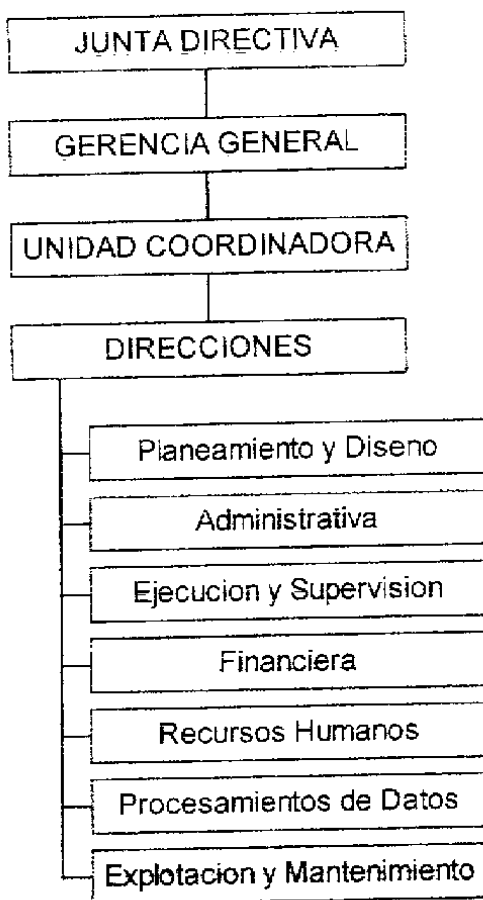 JUNTA DIRECTIVA
GERENCIA GENERAL
UNIDAD COORDINADORA
DIRECCIONES
Planeamiento y Diseno
Administrativa
Ejecucion y Supervision
Financiera
Recursos Humanos
Procesamientos de Datos
Explotacion y Mantenimiento